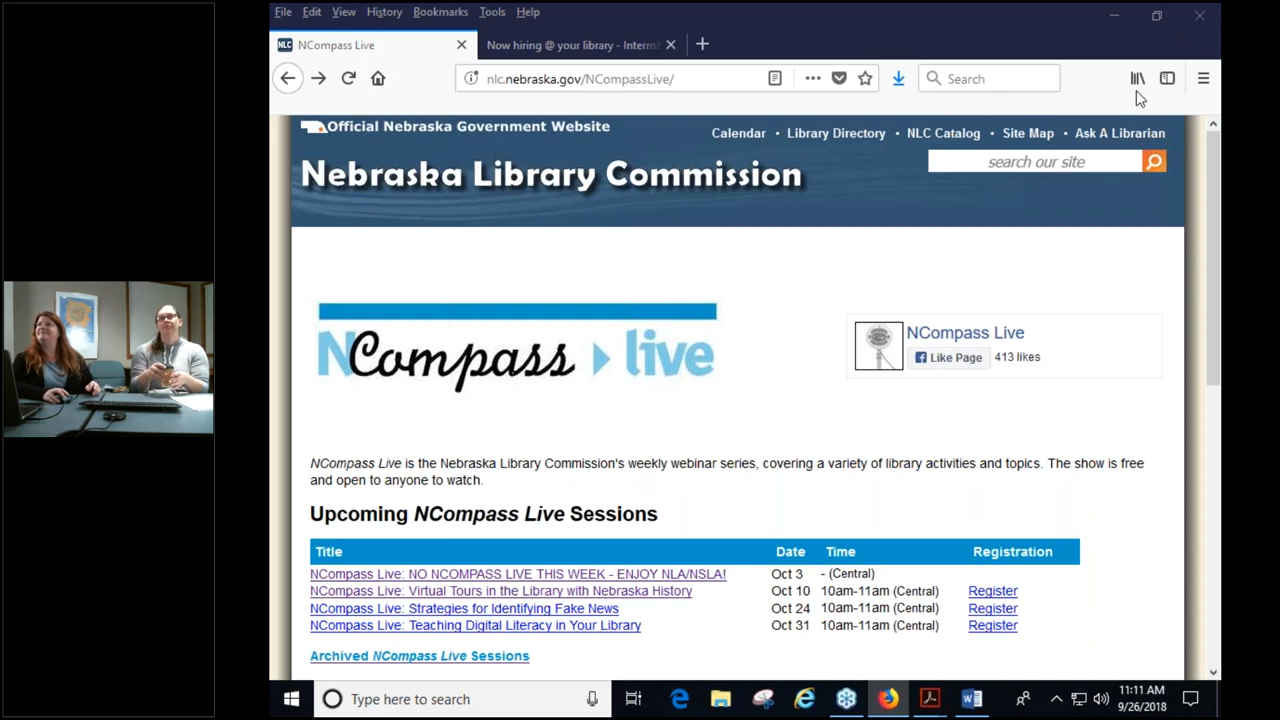 File Edit View History Bookmarks Tools Help
NCompass Live
Now hiring @ your library - Interns
nlc.nebraska.gov/NCompassLive/
Search
Official Nebraska Government Website
Calendar • Library Directory • NLC Catalog • Site Map • Ask A Librarian
Nebraska Library Commission
search our site
NCompass live
NCompass Live
Like Page 413 likes
NCompass Live is the Nebraska Library Commission's weekly webinar series, covering a variety of library activities and topics. The show is free
and open to anyone to watch.
Upcoming NCompass Live Sessions
Title Date Time Registration
NCompass Live: NO NCOMPASS LIVE THIS WEEK - ENJOY NLA/NSLA! Oct 3 - (Central)
NCompass Live: Virtual Tours in the Library with Nebraska History Oct 10 10am-11am (Central) Register
NCompass Live: Strategies for Identifying Fake News Oct 24 10am-11am (Central) Register
NCompass Live: Teaching Digital Literacy in Your Library Oct 31 10am-11am (Central) Register
Archived NCompass Live Sessions
Type here to search
11:11 AM
9/26/2018